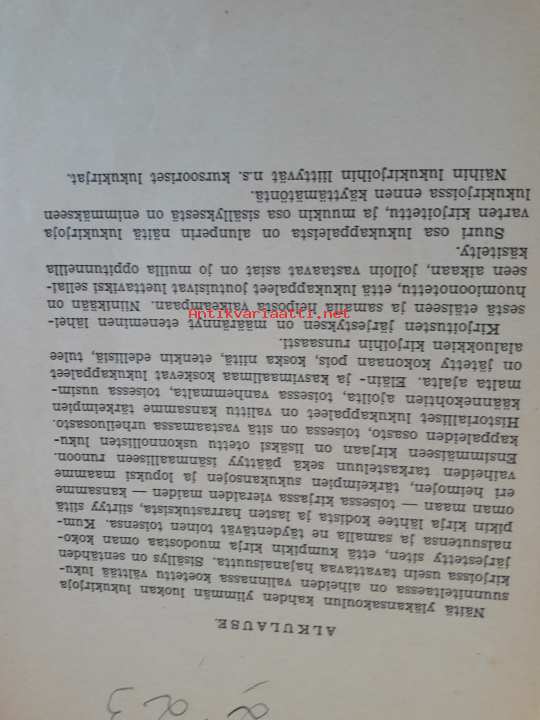 ALKULAUSE.
Näitä yläkansakoulun kahden ylimmän luokan lukukirjoja
suunniteltaessa on aiheiden valinnassa koetettu välttää luku-
kirjoissa usein tavattavaa hajanaisuutta. Sisällys on sentähden
järjestetty siten, että kumpikin kirja muodostaa oman koko-
naisuutensa ja samalla ne täydentävät toinen toisensa. Kum-
pikin kirja lähtee kodista ja lasten harrastuksista, siirtyy siitä
oman maan — toisessa kirjassa vieraiden maiden — kansamme
eri heimojen, tärkeimpien sukukansojen ja lopuksi maamme
vaiheiden tarkasteluun sekä päättyy isänmaalliseen runoon.
Ensimmäiseen kirjaan on lisäksi otettu uskonnollisten luku-
kappaleiden osasto, toisessa on sitä vastaamassa urheiluosasto.
Historialliset lukukappaleet on valittu kansamme tärkeimpien
käännekohtien ajoilta, toisessa vanhemmalta, toisessa uusim-
malta ajalta. Eläin- ja kasvimaailmaa koskevat lukukappaleet
on jätetty kokonaan pois, koska niitä, etenkin edellisiä, tulee
alaluokkien kirjoihin runsaasti.
Kirjoitusten järjestyksen on määrännyt eteneminen lähei-
sestä etäiseen ja samalla helposta vaikeampaan. Niinikään on
huomioonotettu, että lukukappaleet joutuisivat luettaviksi sellai-
seen aikaan, jolloin vastaavat asiat on jo muilla oppitunneilla
käsitelty.
Suuri osa lukukappaleista on alunperin näitä lukukirjoja
varten kirjoitettu, ja muukin osa sisällyksestä on enimmäkseen
lukukirjoissa ennen käyttämätöntä.
Näihin lukukirjoihin liittyvät n.s. kursooriset lukukirjat.
Antikvariaatti.net